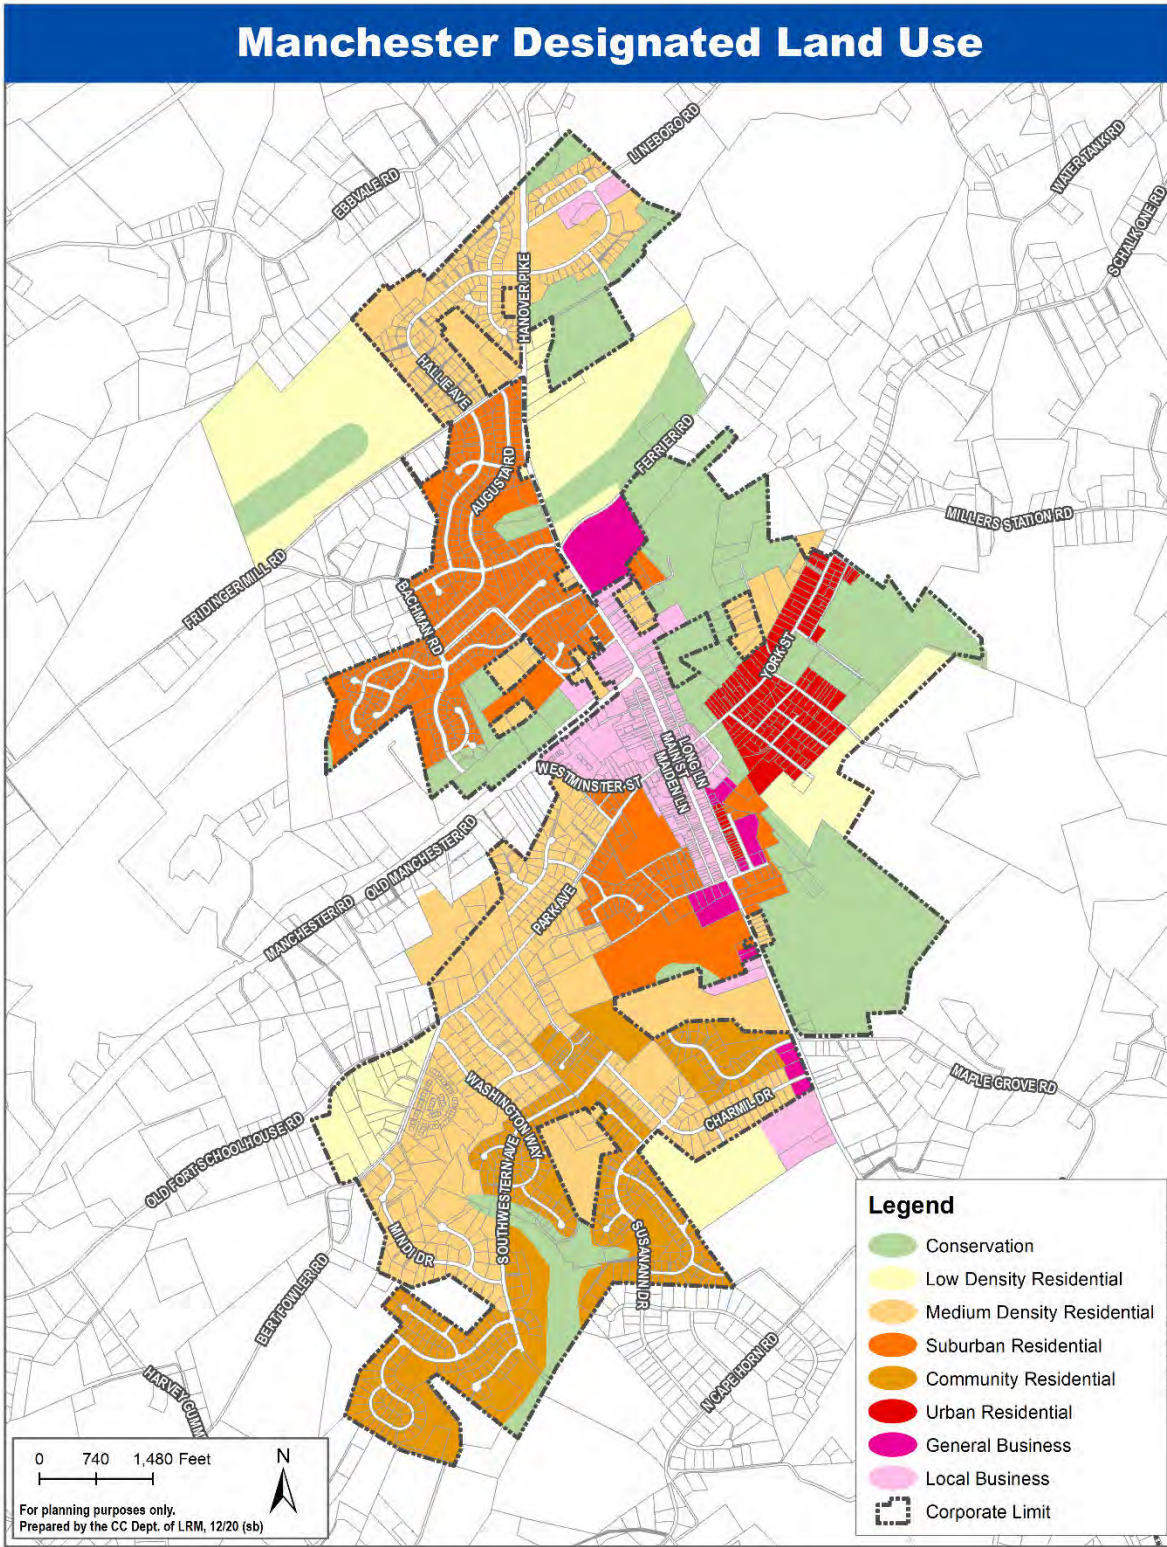 Manchester Designated Land Use
LINEBORO RD
WATER TANK RD
EBBVALE RD
SCHALK ONE RD
HANOVER PIKE
HALLIE AVE
FERRIER RD
AUGUSTA RD
MILLERS STATION RD
FRIDINGER MILL RD
BACHMAN RD
YORK ST
LONG LN
MAIN ST
MAIDEN LN
WESTMINSTER ST
OLD MANCHESTER RD
MANCHESTER RD
PARK AVE
MAPLE GROVE RD
WASHINGTON WAY
CHARMIL DR
OLD FORT SCHOOLHOUSE RD
SOUTHWESTERN AVE
MINDI DR
SUSANANN DR
BERT FOWLER RD
N CAPE HORN RD
HARVEY GUMM
Legend
Conservation
Low Density Residential
Medium Density Residential
Suburban Residential
Community Residential
Urban Residential
General Business
Local Business
Corporate Limit
0 740 1,480 Feet
N
For planning purposes only.
Prepared by the CC Dept. of LRM, 12/20 (sb)